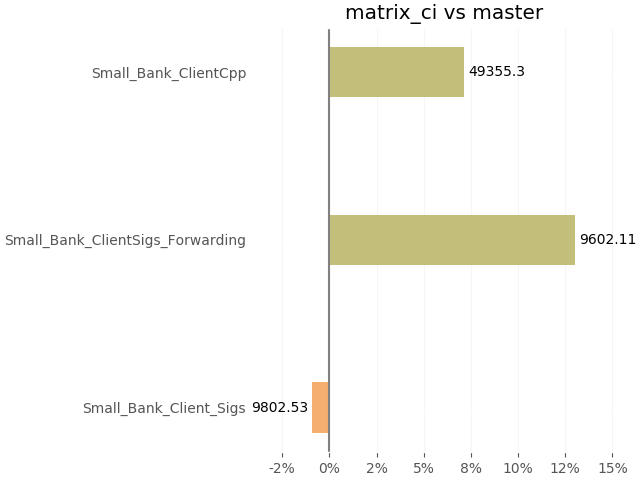 matrix_ci vs master
Small_Bank_ClientCpp
49355.3
Small_Bank_ClientSigs_Forwarding
9602.11
Small_Bank_Client_Sigs
9802.53
-2%
0%
2%
5%
8%
10%
12%
15%